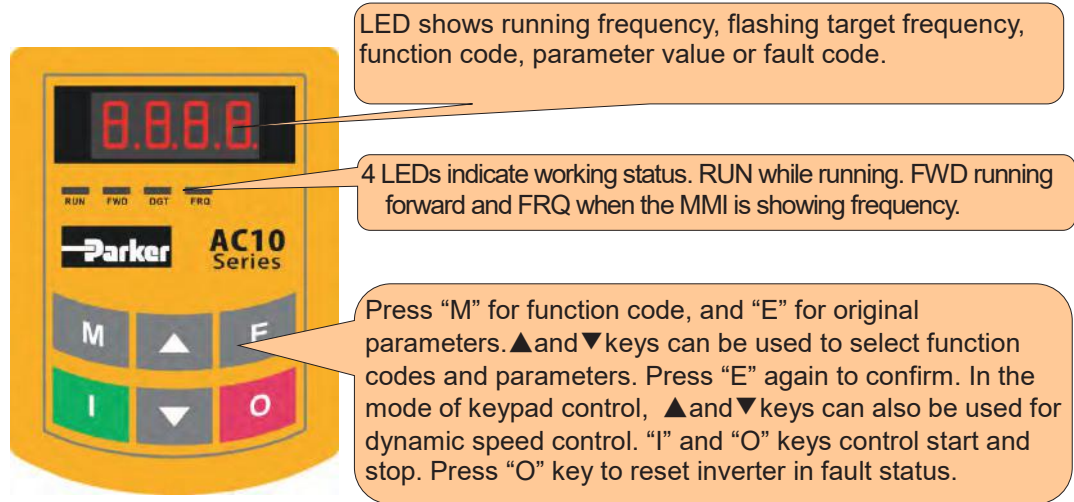 LED shows running frequency, flashing target frequency,
function code, parameter value or fault code.
8.8.8.8.
RUN FWD DGT FRQ
4 LEDs indicate working status. RUN while running. FWD running
forward and FRQ when the MMI is showing frequency.
Parker AC10
Series
M ▲ E
I ▼ O
Press “M” for function code, and “E” for original
parameters.▲and▼keys can be used to select function
codes and parameters. Press “E” again to confirm. In the
mode of keypad control, ▲and▼keys can also be used for
dynamic speed control. “I” and “O” keys control start and
stop. Press “O” key to reset inverter in fault status.